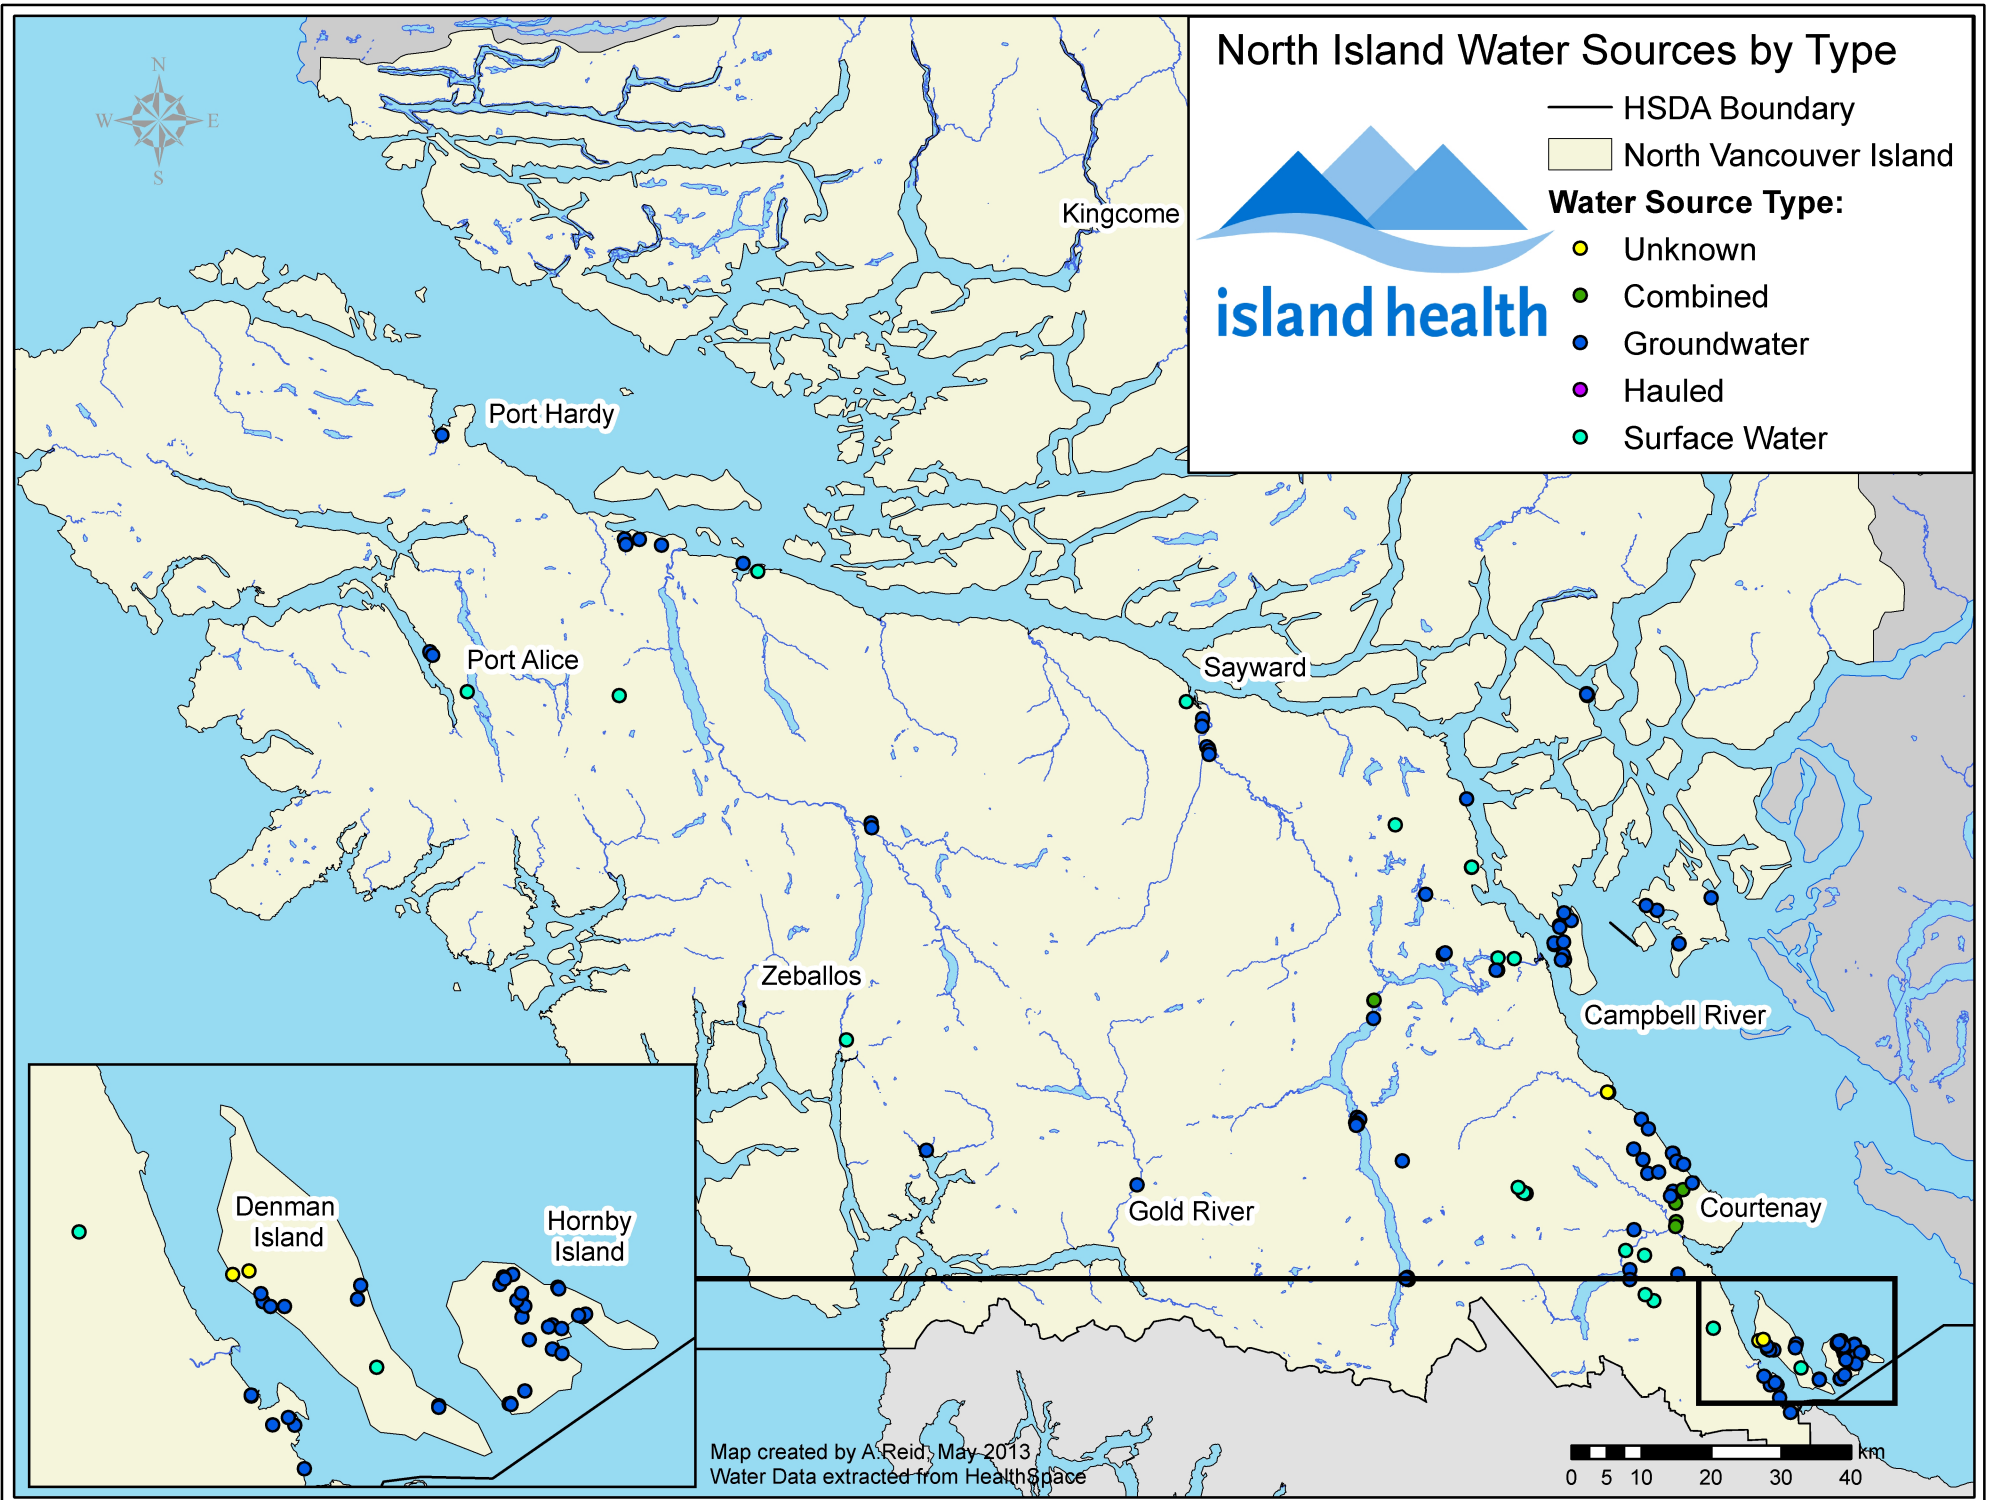 North Island Water Sources by Type
HSDA Boundary
North Vancouver Island
Water Source Type:
Unknown
Combined
Groundwater
Hauled
Surface Water
island health
N
W
E
S
Kingcome
Port Hardy
Port Alice
Sayward
Zeballos
Campbell River
Gold River
Courtenay
Denman
Island
Hornby
Island
Map created by A.Reid, May 2013
Water Data extracted from HealthSpace
km
0 5 10 20 30 40